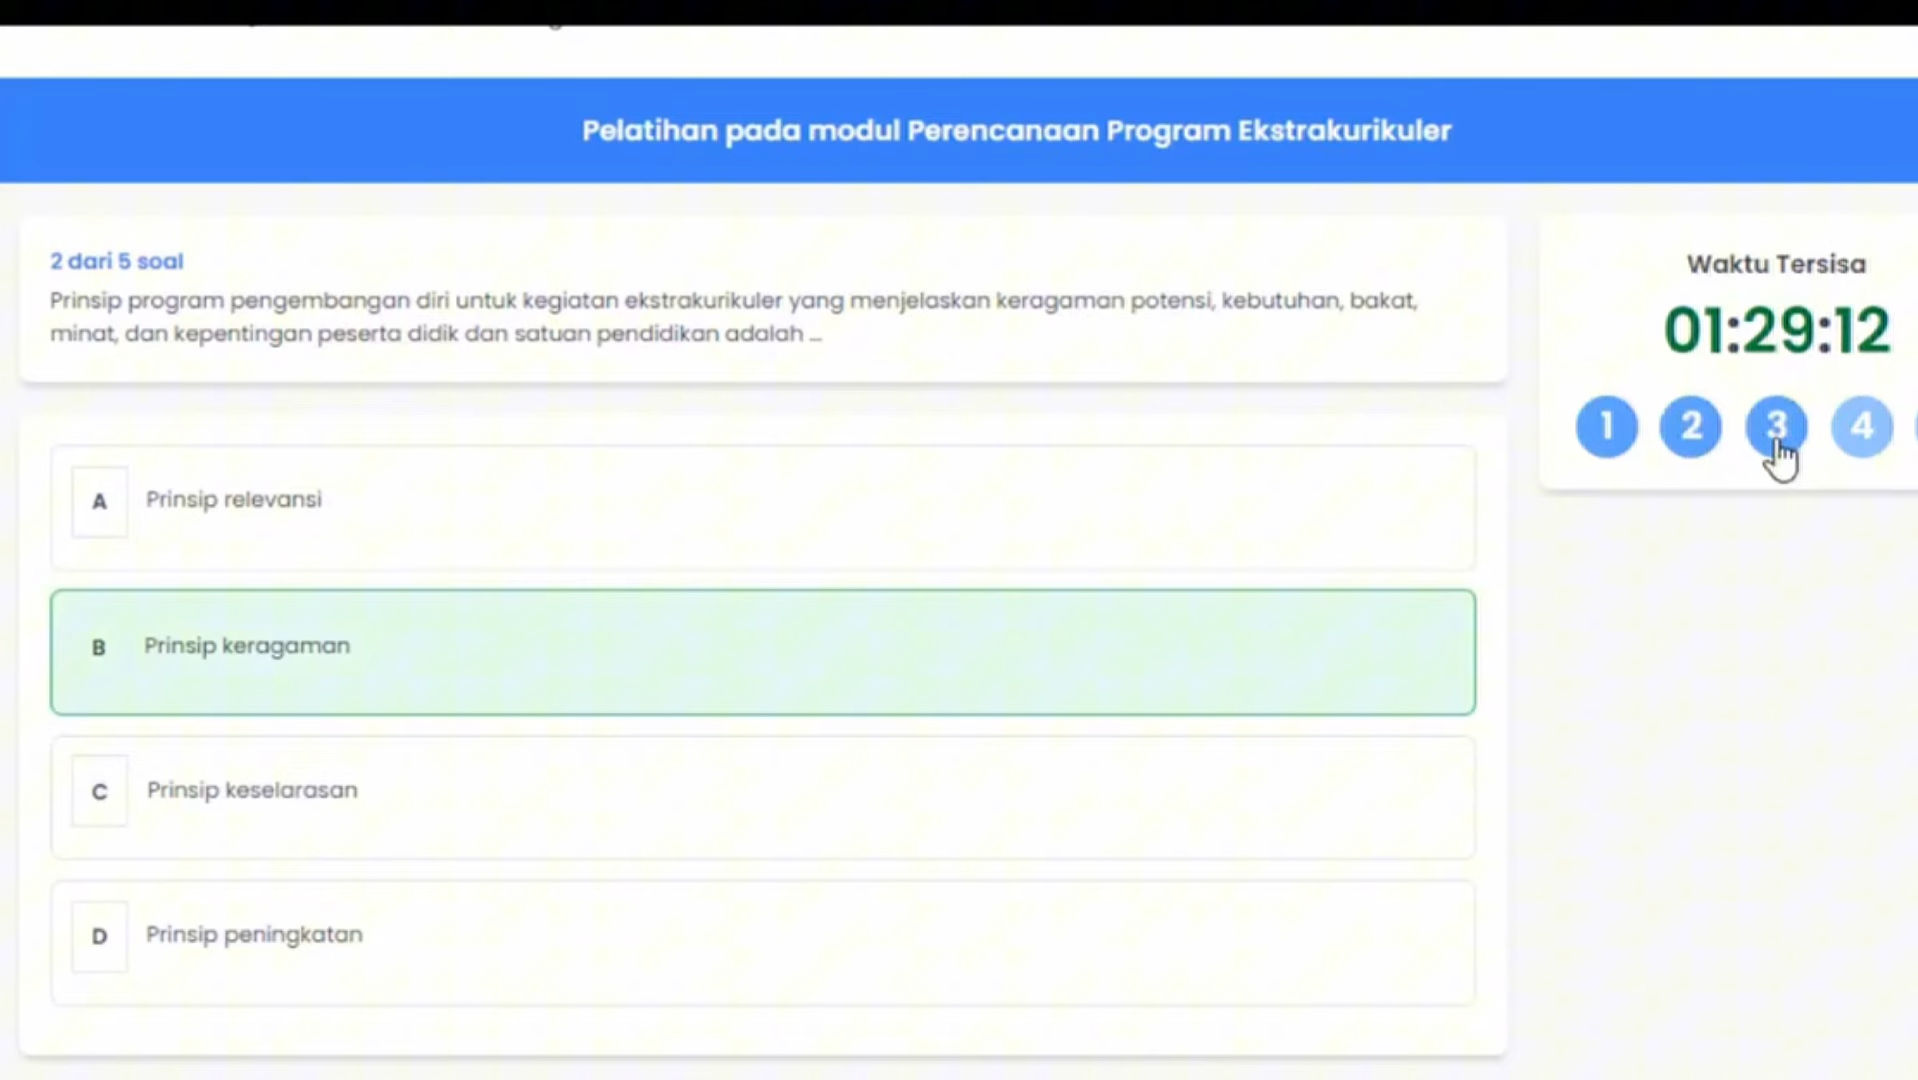 Pelatihan pada modul Perencanaan Program Ekstrakurikuler
2 dari 5 soal
Prinsip program pengembangan diri untuk kegiatan ekstrakurikuler yang menjelaskan keragaman potensi, kebutuhan, bakat,
minat, dan kepentingan peserta didik dan satuan pendidikan adalah ...
A Prinsip relevansi
B Prinsip keragaman
C Prinsip keselarasan
D Prinsip peningkatan
Waktu Tersisa
01:29:12
1 2 3 4